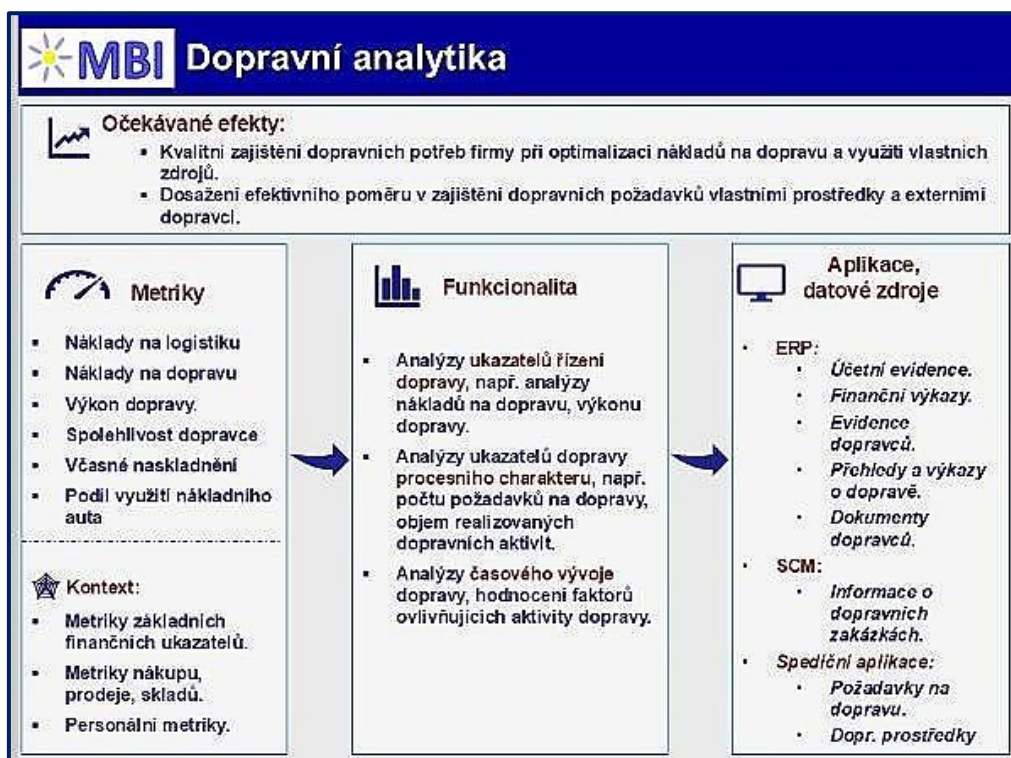 MBI Dopravní analytika
Očekávané efekty:
▪ Kvalitní zajištění dopravních potřeb firmy při optimalizaci nákladů na dopravu a využití vlastních
zdrojů.
▪ Dosažení efektivního poměru v zajištění dopravních požadavků vlastními prostředky a externími
dopravci.
Metriky
▪ Náklady na logistiku
▪ Náklady na dopravu
▪ Výkon dopravy.
▪ Spolehlivost dopravce
▪ Včasné naskladnění
▪ Podíl využití nákladního
auta
Kontext:
▪ Metriky základních
finančních ukazatelů.
▪ Metriky nákupu,
prodeje, skladů.
▪ Personální metriky.
Funkcionalita
▪ Analýzy ukazatelů řízení
dopravy, např. analýzy
nákladů na dopravu, výkonu
dopravy.
▪ Analýzy ukazatelů dopravy
procesního charakteru, např.
počtu požadavků na dopravy,
objem realizovaných
dopravních aktivit.
▪ Analýzy časového vývoje
dopravy, hodnocení faktorů
ovlivňujících aktivity dopravy.
Aplikace,
datové zdroje
• ERP:
• Účetní evidence.
• Finanční výkazy.
• Evidence
dopravců.
• Přehledy a výkazy
o dopravě.
• Dokumenty
dopravců.
• SCM:
• Informace o
dopravních
zakázkách.
• Spediční aplikace:
• Požadavky na
dopravu.
• Dopr. prostředky